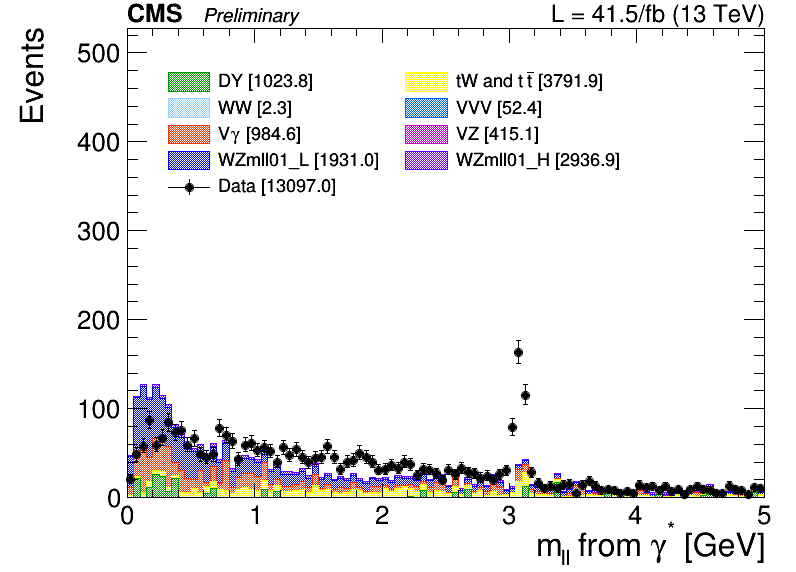 CMS Preliminary L = 41.5/fb (13 TeV)
Events
500
400
300
200
100
0
DY [1023.8] tW and t t̅ [3791.9]
WW [2.3] VVV [52.4]
Vγ [984.6] VZ [415.1]
WZmll01_L [1931.0] WZmll01_H [2936.9]
Data [13097.0]
0 1 2 3 4 5
m_ll from γ* [GeV]